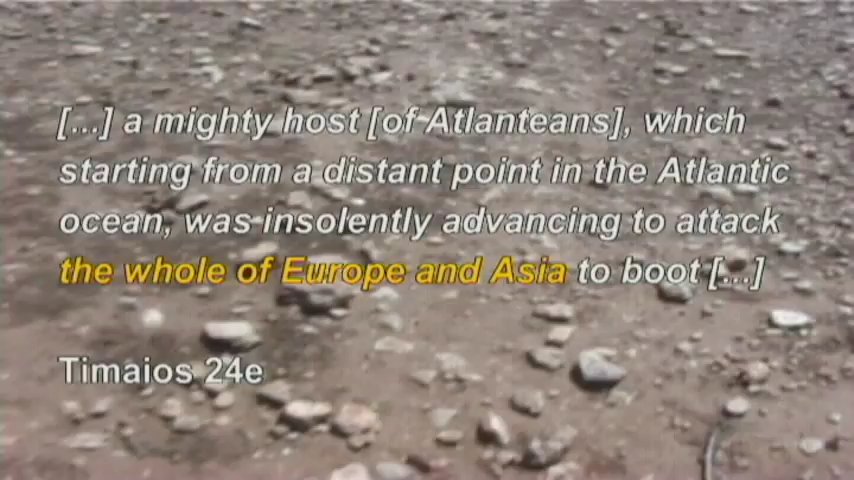 [...] a mighty host [of Atlanteans], which
starting from a distant point in the Atlantic
ocean, was insolently advancing to attack
the whole of Europe and Asia to boot [...]
Timaios 24e